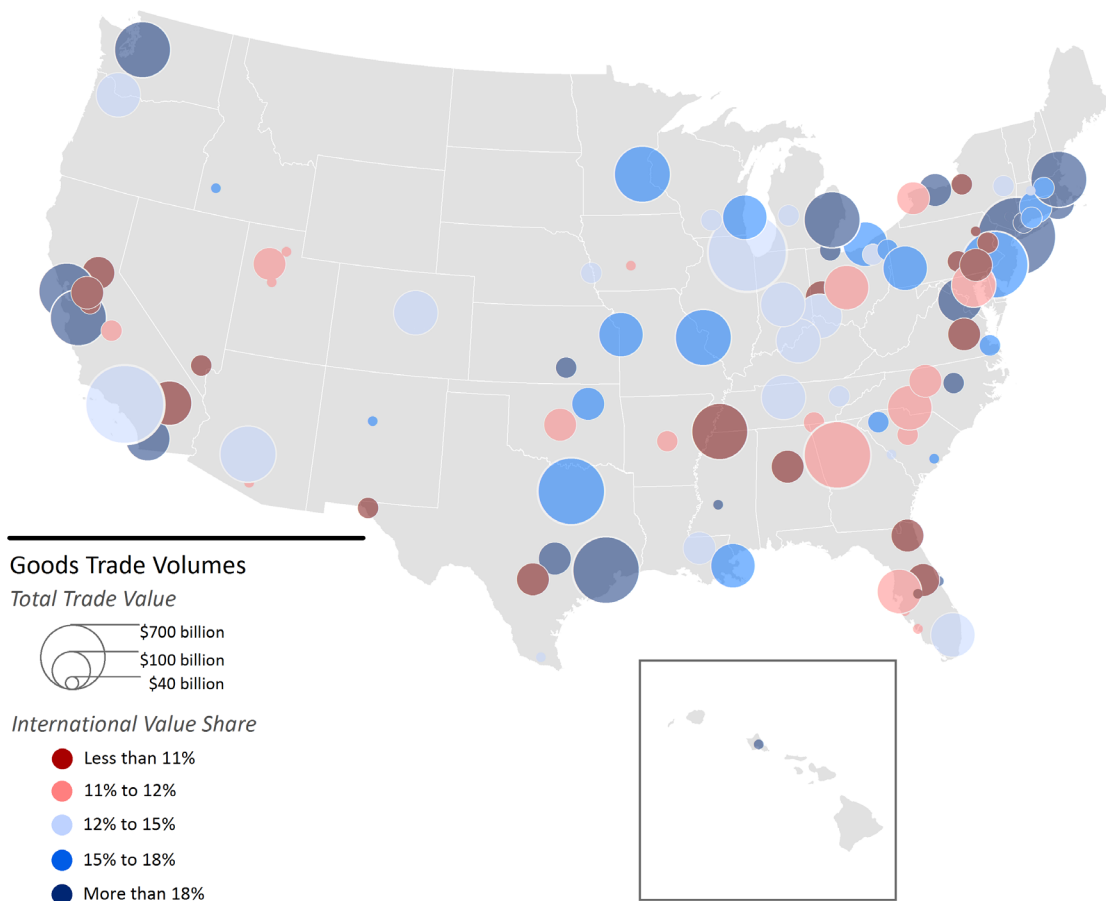 Goods Trade Volumes
Total Trade Value
$700 billion
$100 billion
$40 billion
International Value Share
Less than 11%
11% to 12%
12% to 15%
15% to 18%
More than 18%